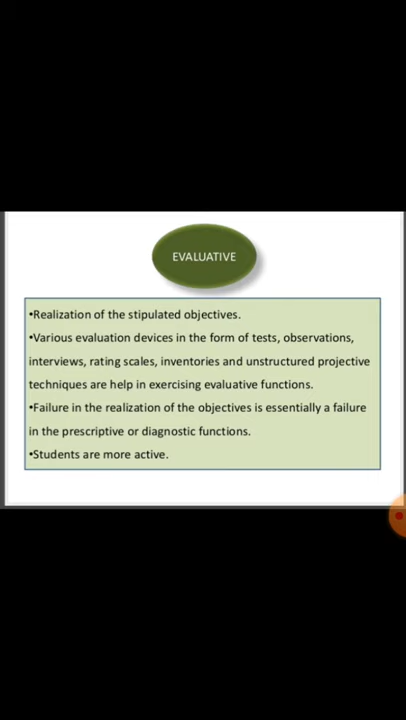 EVALUATIVE
•Realization of the stipulated objectives.
•Various evaluation devices in the form of tests, observations,
interviews, rating scales, inventories and unstructured projective
techniques are help in exercising evaluative functions.
•Failure in the realization of the objectives is essentially a failure
in the prescriptive or diagnostic functions.
•Students are more active.